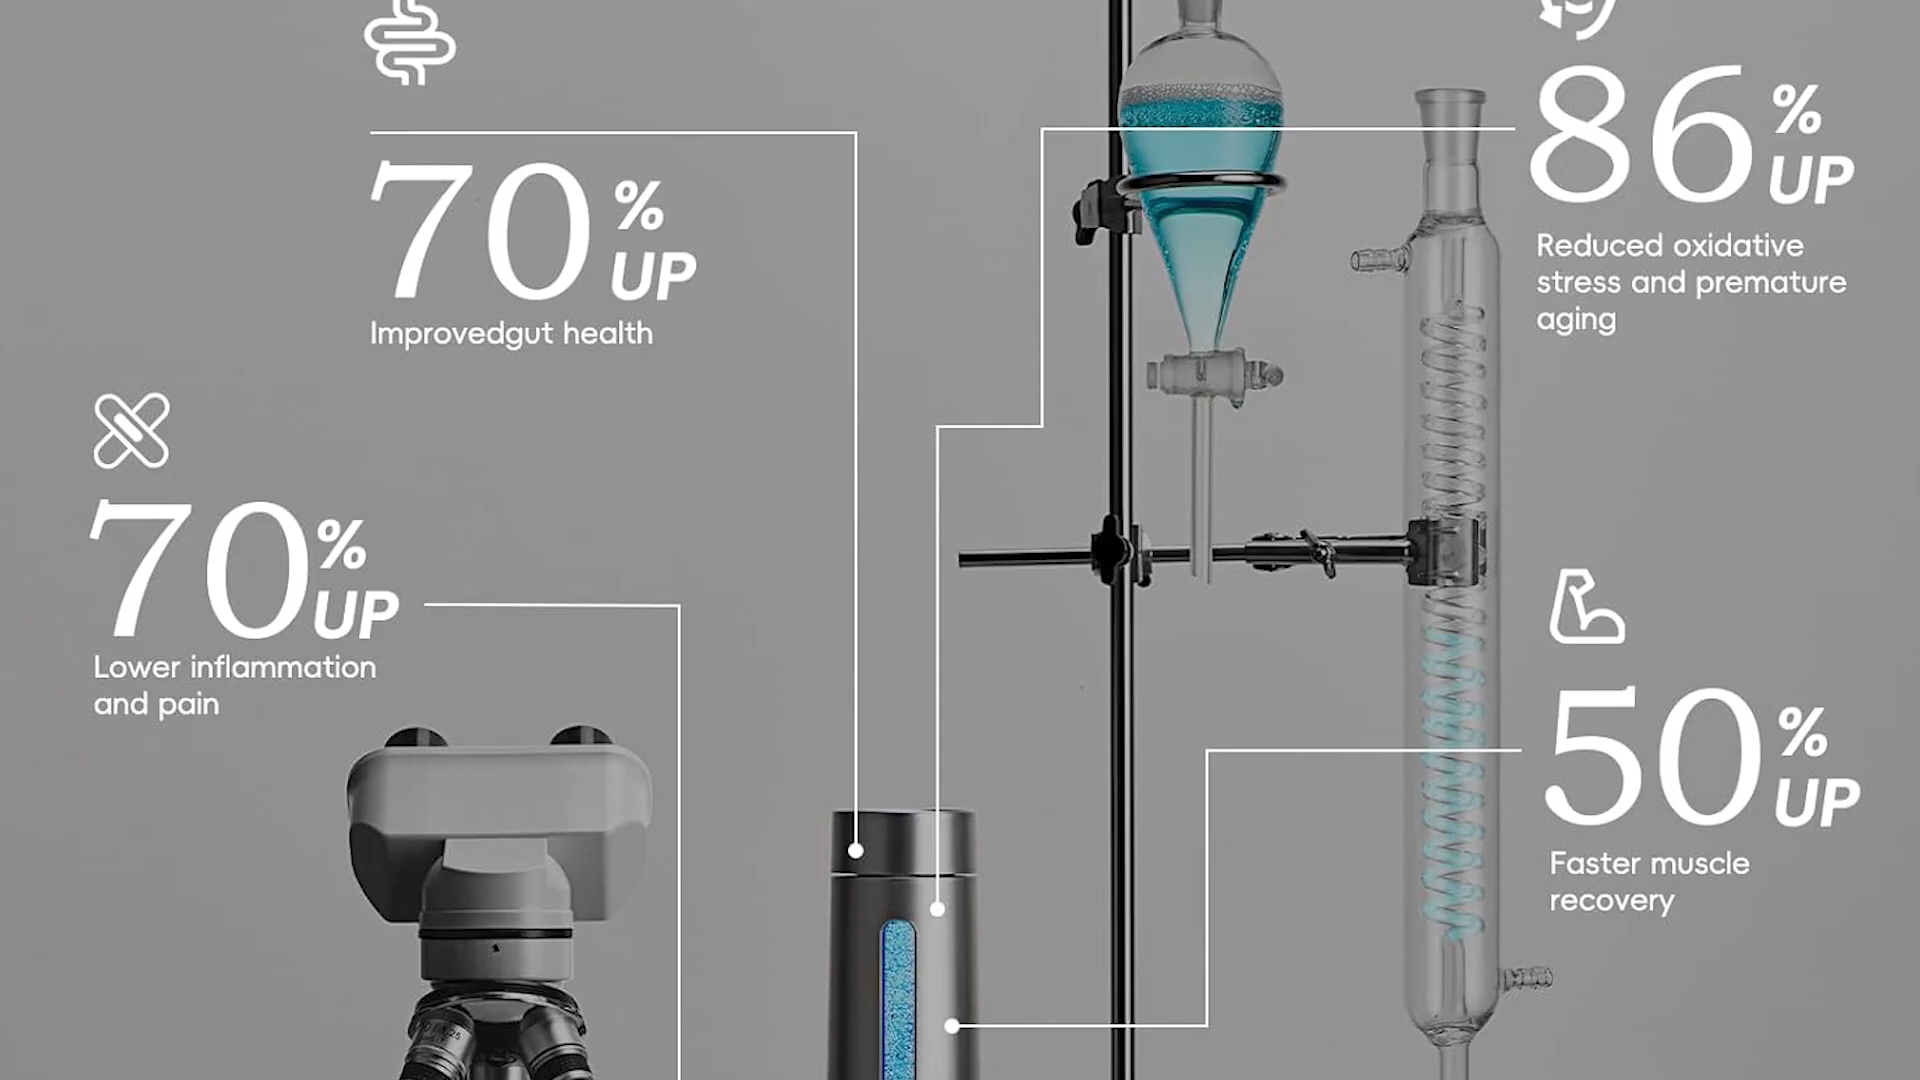 86 %
UP
Reduced oxidative
stress and premature
aging
70 %
UP
Improvedgut health
70 %
UP
Lower inflammation
and pain
50 %
UP
Faster muscle
recovery